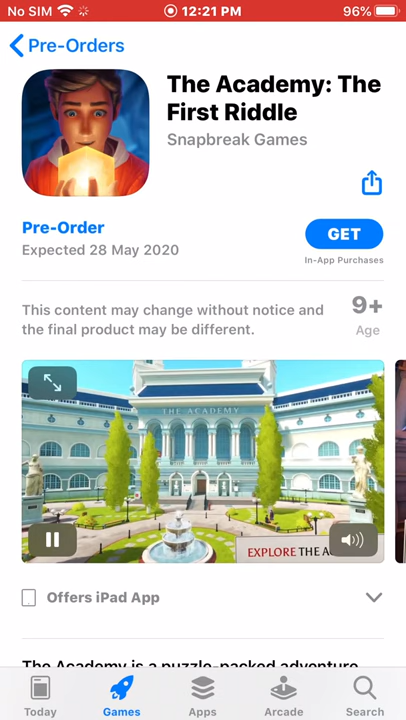 No SIM 12:21 PM 96%
Pre-Orders
The Academy: The
First Riddle
Snapbreak Games
Pre-Order
Expected 28 May 2020
GET
In-App Purchases
This content may change without notice and
the final product may be different.
9+
Age
THE ACADEMY
EXPLORE THE AC
Offers iPad App
The Academy is a puzzle-packed adventure
Today Games Apps Arcade Search